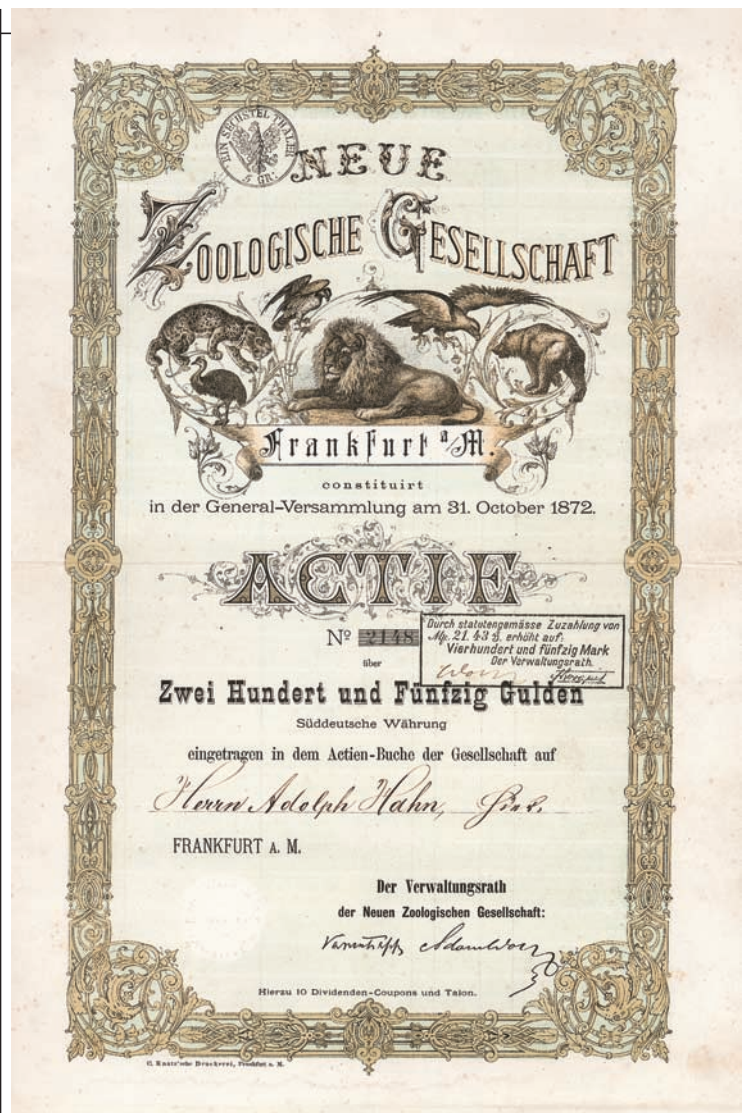 EIN SECHSTEL THALER
5 GR.
NEUE
ZOOLOGISCHE GESELLSCHAFT
Frankfurt a/M.
constituirt
in der General-Versammlung am 31. October 1872.
ACTIE
Nº 2148
Durch statutengemässe Zuzahlung von
Mk. 21. 43 ₰. erhöht auf:
Vierhundert und fünfzig Mark
Der Verwaltungsrath.
über
Zwei Hundert und Fünfzig Gulden
Süddeutsche Währung
eingetragen in dem Actien-Buche der Gesellschaft auf
Herrn Adolph Hahn, hier.
FRANKFURT A. M.
Der Verwaltungsrath
der Neuen Zoologischen Gesellschaft:
Hierzu 10 Dividenden-Coupons und Talon.
C. Knatz'sche Druckerei, Frankfurt a. M.